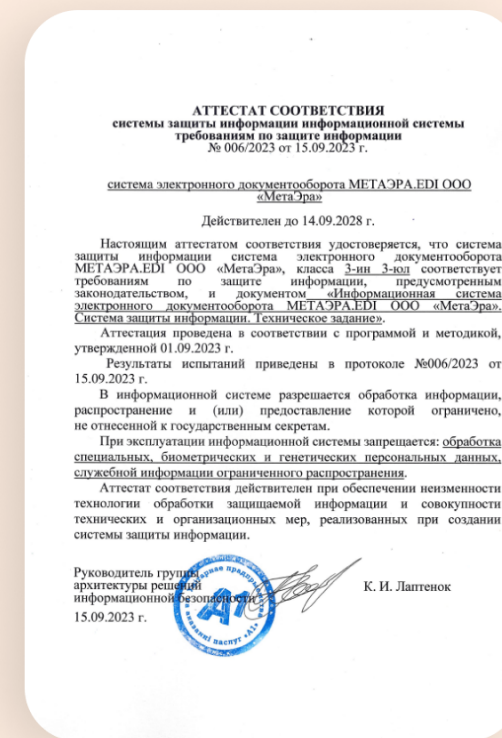 АТТЕСТАТ СООТВЕТСТВИЯ
системы защиты информации информационной системы
требованиям по защите информации
№ 006/2023 от 15.09.2023 г.
система электронного документооборота МЕТАЭРА.EDI ООО
«МетаЭра»
Действителен до 14.09.2028 г.
Настоящим аттестатом соответствия удостоверяется, что система
защиты информации система электронного документооборота
МЕТАЭРА.EDI ООО «МетаЭра», класса 3-ин 3-юл соответствует
требованиям по защите информации, предусмотренным
законодательством, и документом «Информационная система
электронного документооборота МЕТАЭРА.EDI ООО «МетаЭра».
Система защиты информации. Техническое задание».
Аттестация проведена в соответствии с программой и методикой,
утвержденной 01.09.2023 г.
Результаты испытаний приведены в протоколе №006/2023 от
15.09.2023 г.
В информационной системе разрешается обработка информации,
распространение и (или) предоставление которой ограничено,
не отнесенной к государственным секретам.
При эксплуатации информационной системы запрещается: обработка
специальных, биометрических и генетических персональных данных,
служебной информации ограниченного распространения.
Аттестат соответствия действителен при обеспечении неизменности
технологии обработки защищаемой информации и совокупности
технических и организационных мер, реализованных при создании
системы защиты информации.
Руководитель группы
архитектуры решений
информационной безопасности
К. И. Лаптенок
15.09.2023 г.
А1
паслуг «А1»